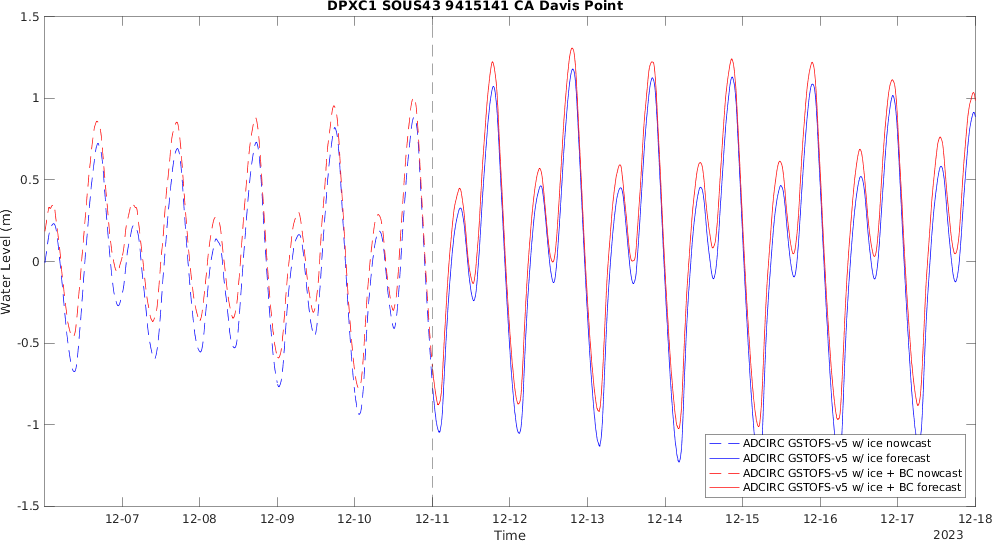 DPXC1 SOUS43 9415141 CA Davis Point
1.5
1
0.5
0
-0.5
-1
-1.5
Water Level (m)
12-07 12-08 12-09 12-10 12-11 12-12 12-13 12-14 12-15 12-16 12-17 12-18
Time
2023
ADCIRC GSTOFS-v5 w/ ice nowcast
ADCIRC GSTOFS-v5 w/ ice forecast
ADCIRC GSTOFS-v5 w/ ice + BC nowcast
ADCIRC GSTOFS-v5 w/ ice + BC forecast